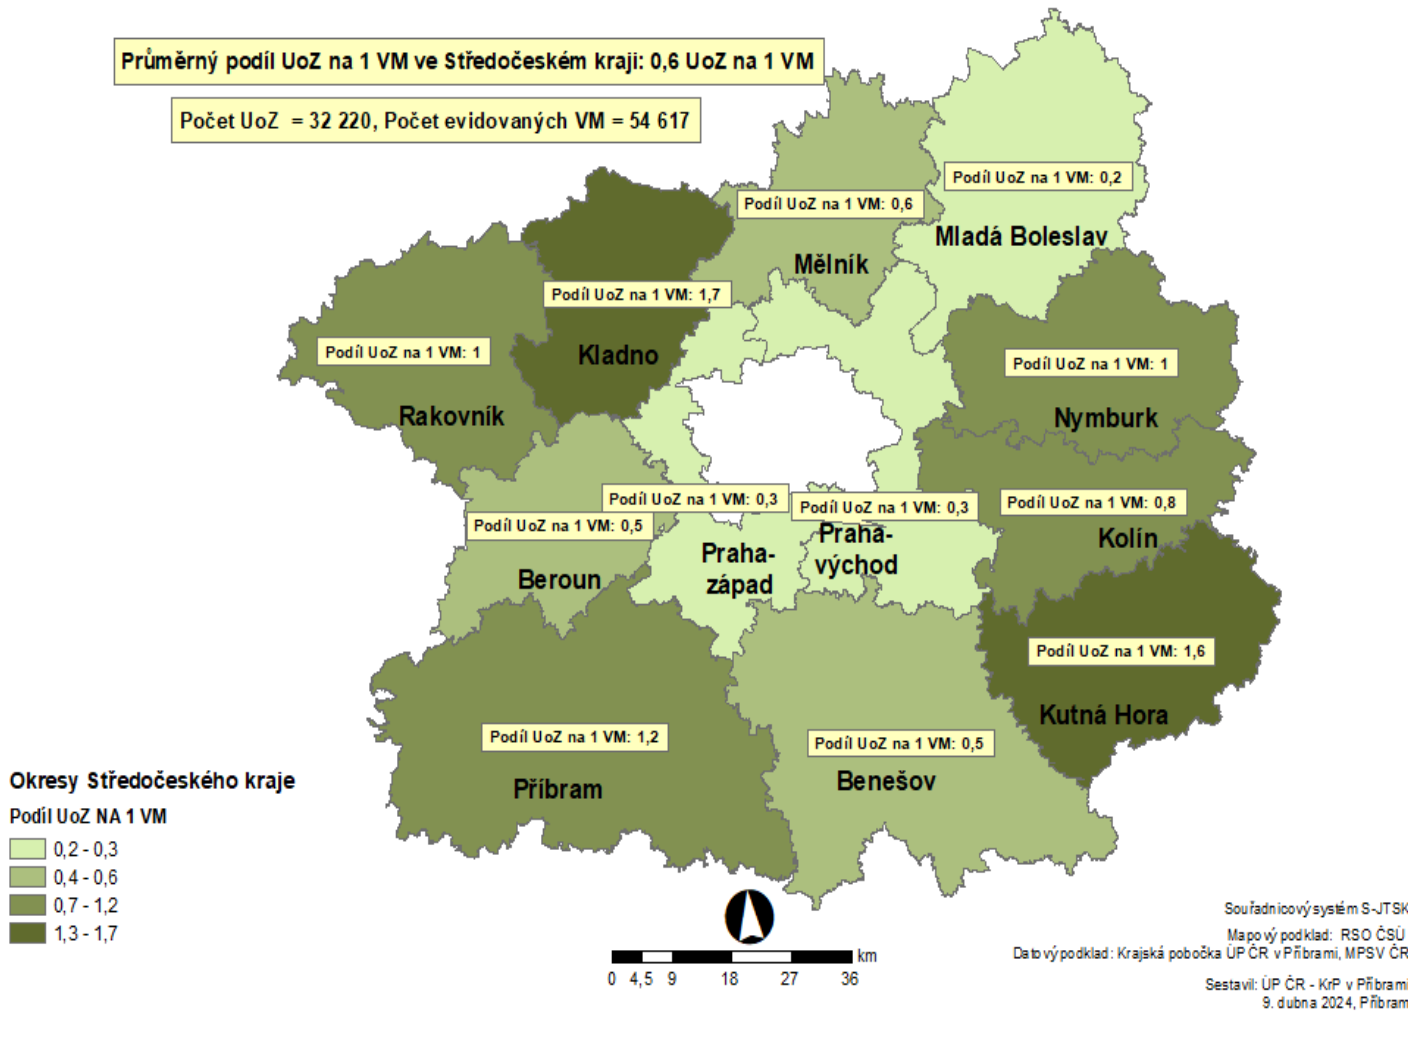 Průměrný podíl UoZ na 1 VM ve Středočeském kraji: 0,6 UoZ na 1 VM
Počet UoZ = 32 220, Počet evidovaných VM = 54 617
Podíl UoZ na 1 VM: 0,2
Mladá Boleslav
Podíl UoZ na 1 VM: 0,6
Mělník
Podíl UoZ na 1 VM: 1,7
Kladno
Podíl UoZ na 1 VM: 1
Rakovník
Podíl UoZ na 1 VM: 1
Nymburk
Podíl UoZ na 1 VM: 0,3
Praha-
západ
Podíl UoZ na 1 VM: 0,3
Praha-
východ
Podíl UoZ na 1 VM: 0,8
Kolín
Podíl UoZ na 1 VM: 0,5
Beroun
Podíl UoZ na 1 VM: 1,6
Kutná Hora
Podíl UoZ na 1 VM: 1,2
Příbram
Podíl UoZ na 1 VM: 0,5
Benešov
Okresy Středočeského kraje
Podíl UoZ NA 1 VM
0,2 - 0,3
0,4 - 0,6
0,7 - 1,2
1,3 - 1,7
km
0 4,5 9 18 27 36
Souřadnicový systém S-JTSK
Mapový podklad: RSO ČSÚ
Datový podklad: Krajská pobočka ÚP ČR v Příbrami, MPSV ČR
Sestavil: ÚP ČR - KrP v Příbrami
9. dubna 2024, Příbram